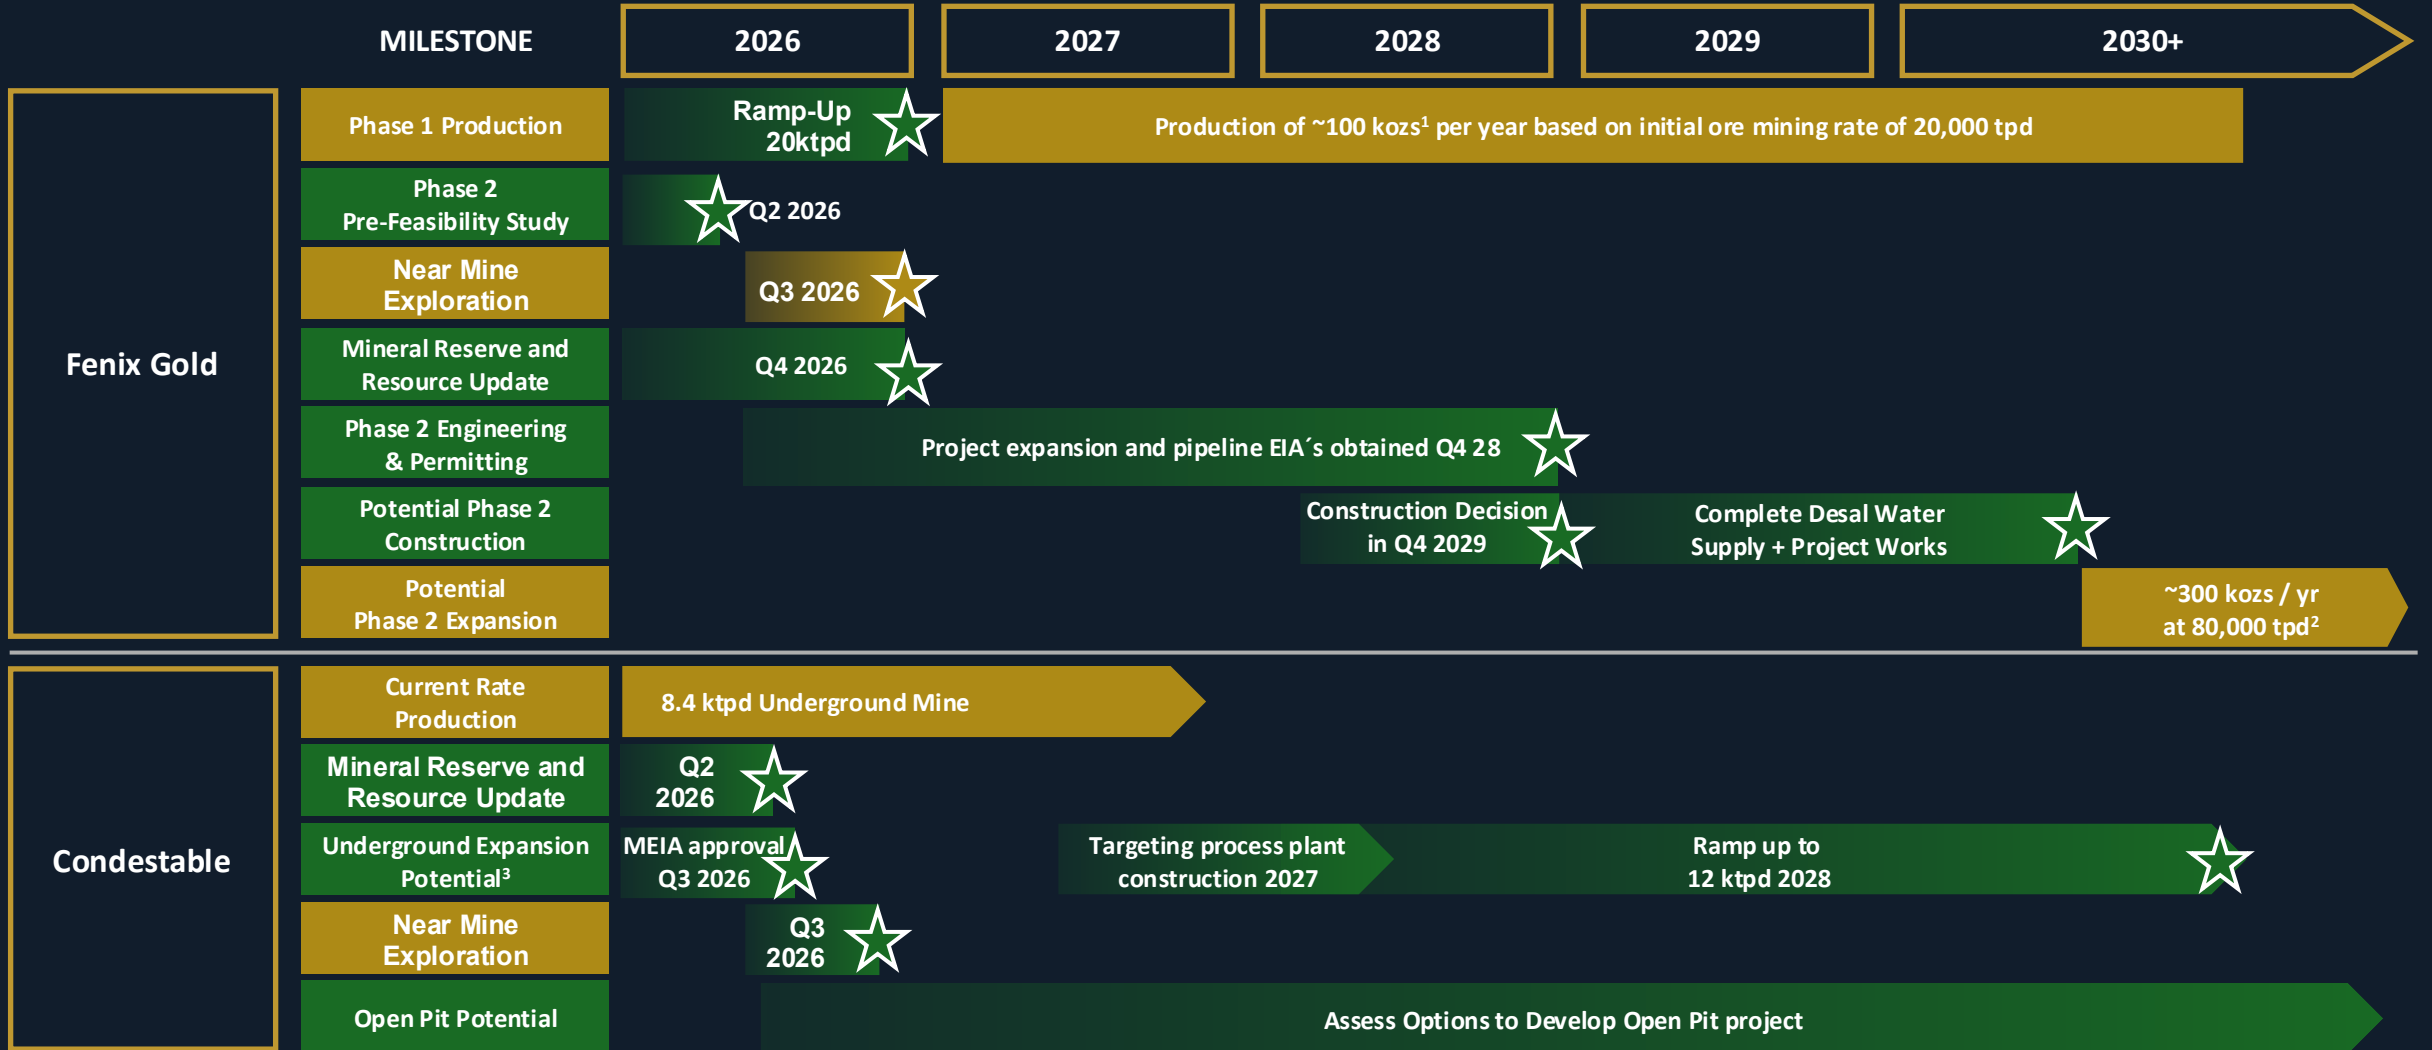 MILESTONE
2026
2027
2028
2029
2030+
Fenix Gold
Phase 1 Production
Ramp-Up
20ktpd
Production of ~100 kozs¹ per year based on initial ore mining rate of 20,000 tpd
Phase 2
Pre-Feasibility Study
Q2 2026
Near Mine
Exploration
Q3 2026
Mineral Reserve and
Resource Update
Q4 2026
Phase 2 Engineering
& Permitting
Project expansion and pipeline EIA´s obtained Q4 28
Potential Phase 2
Construction
Construction Decision
in Q4 2029
Complete Desal Water
Supply + Project Works
Potential
Phase 2 Expansion
~300 kozs / yr
at 80,000 tpd²
Condestable
Current Rate
Production
8.4 ktpd Underground Mine
Mineral Reserve and
Resource Update
Q2
2026
Underground Expansion
Potential³
MEIA approval
Q3 2026
Targeting process plant
construction 2027
Ramp up to
12 ktpd 2028
Near Mine
Exploration
Q3
2026
Open Pit Potential
Assess Options to Develop Open Pit project